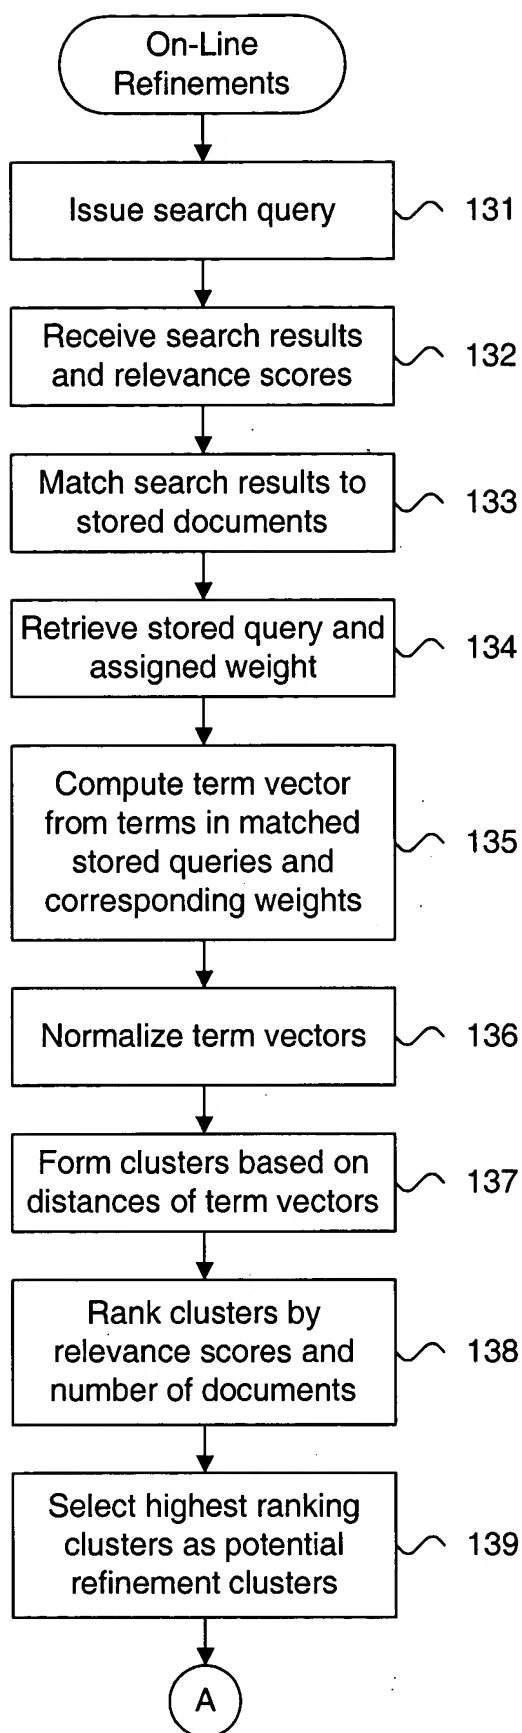 On-Line
Refinements
Issue search query
131
Receive search results
and relevance scores
132
Match search results to
stored documents
133
Retrieve stored query and
assigned weight
134
Compute term vector
from terms in matched
stored queries and
corresponding weights
135
Normalize term vectors
136
Form clusters based on
distances of term vectors
137
Rank clusters by
relevance scores and
number of documents
138
Select highest ranking
clusters as potential
refinement clusters
139
A